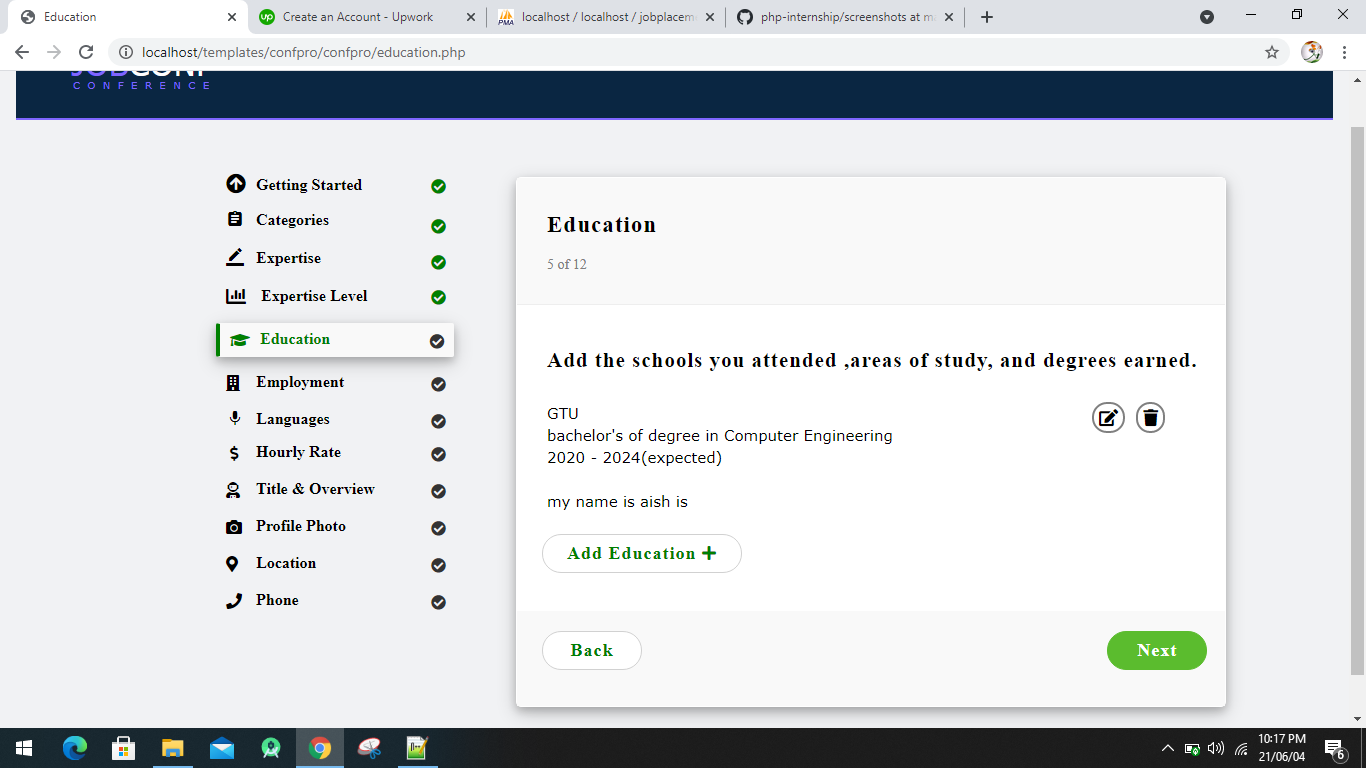 Education
Create an Account - Upwork
localhost / localhost / jobplacem
php-internship/screenshots at m
localhost/templates/confpro/confpro/education.php
CONFERENCE
Getting Started
Categories
Expertise
Expertise Level
Education
Employment
Languages
Hourly Rate
Title & Overview
Profile Photo
Location
Phone
Education
5 of 12
Add the schools you attended ,areas of study, and degrees earned.
GTU
bachelor's of degree in Computer Engineering
2020 - 2024(expected)
my name is aish is
Add Education
Back
Next
10:17 PM
21/06/04
6